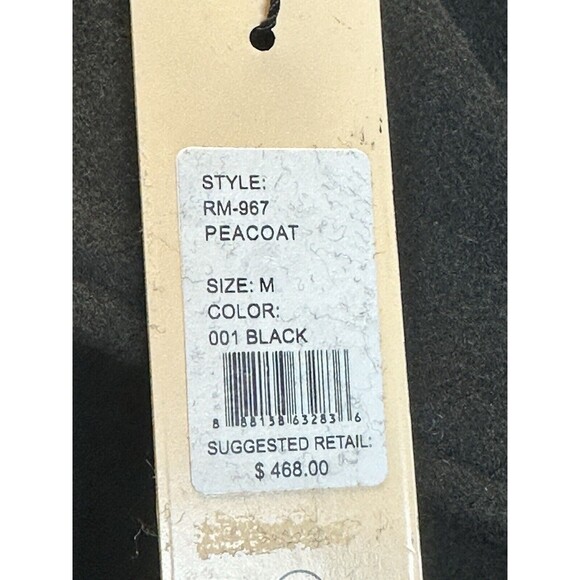 STYLE:
RM-967
PEACOAT
SIZE: M
COLOR:
001 BLACK
8 88138 63283 6
SUGGESTED RETAIL:
$ 468.00